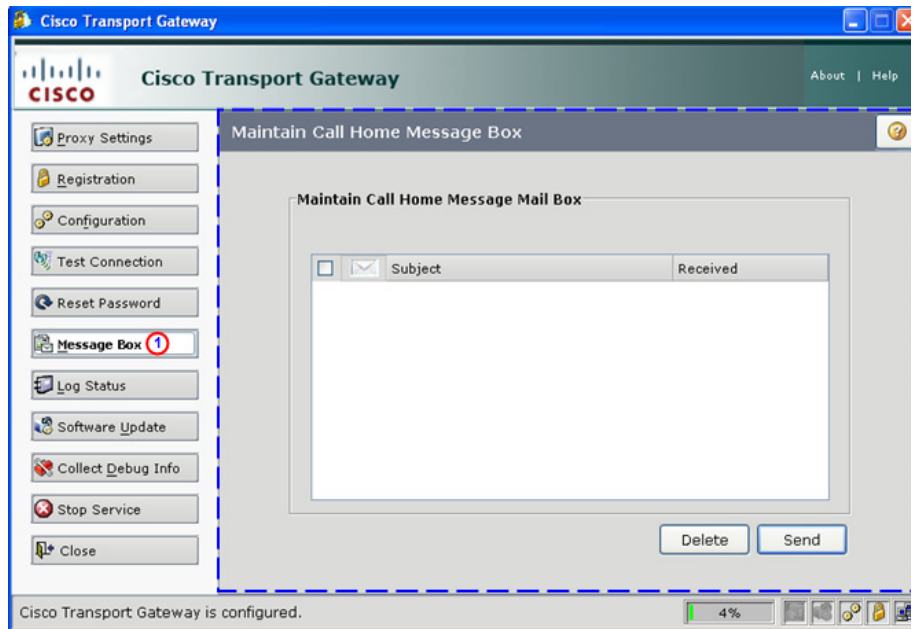 Cisco Transport Gateway
CISCO
Cisco Transport Gateway
About | Help
Proxy Settings
Registration
Configuration
Test Connection
Reset Password
Message Box 1
Log Status
Software Update
Collect Debug Info
Stop Service
Close
Maintain Call Home Message Box
?
Maintain Call Home Message Mail Box
Subject
Received
Delete
Send
Cisco Transport Gateway is configured.
4%